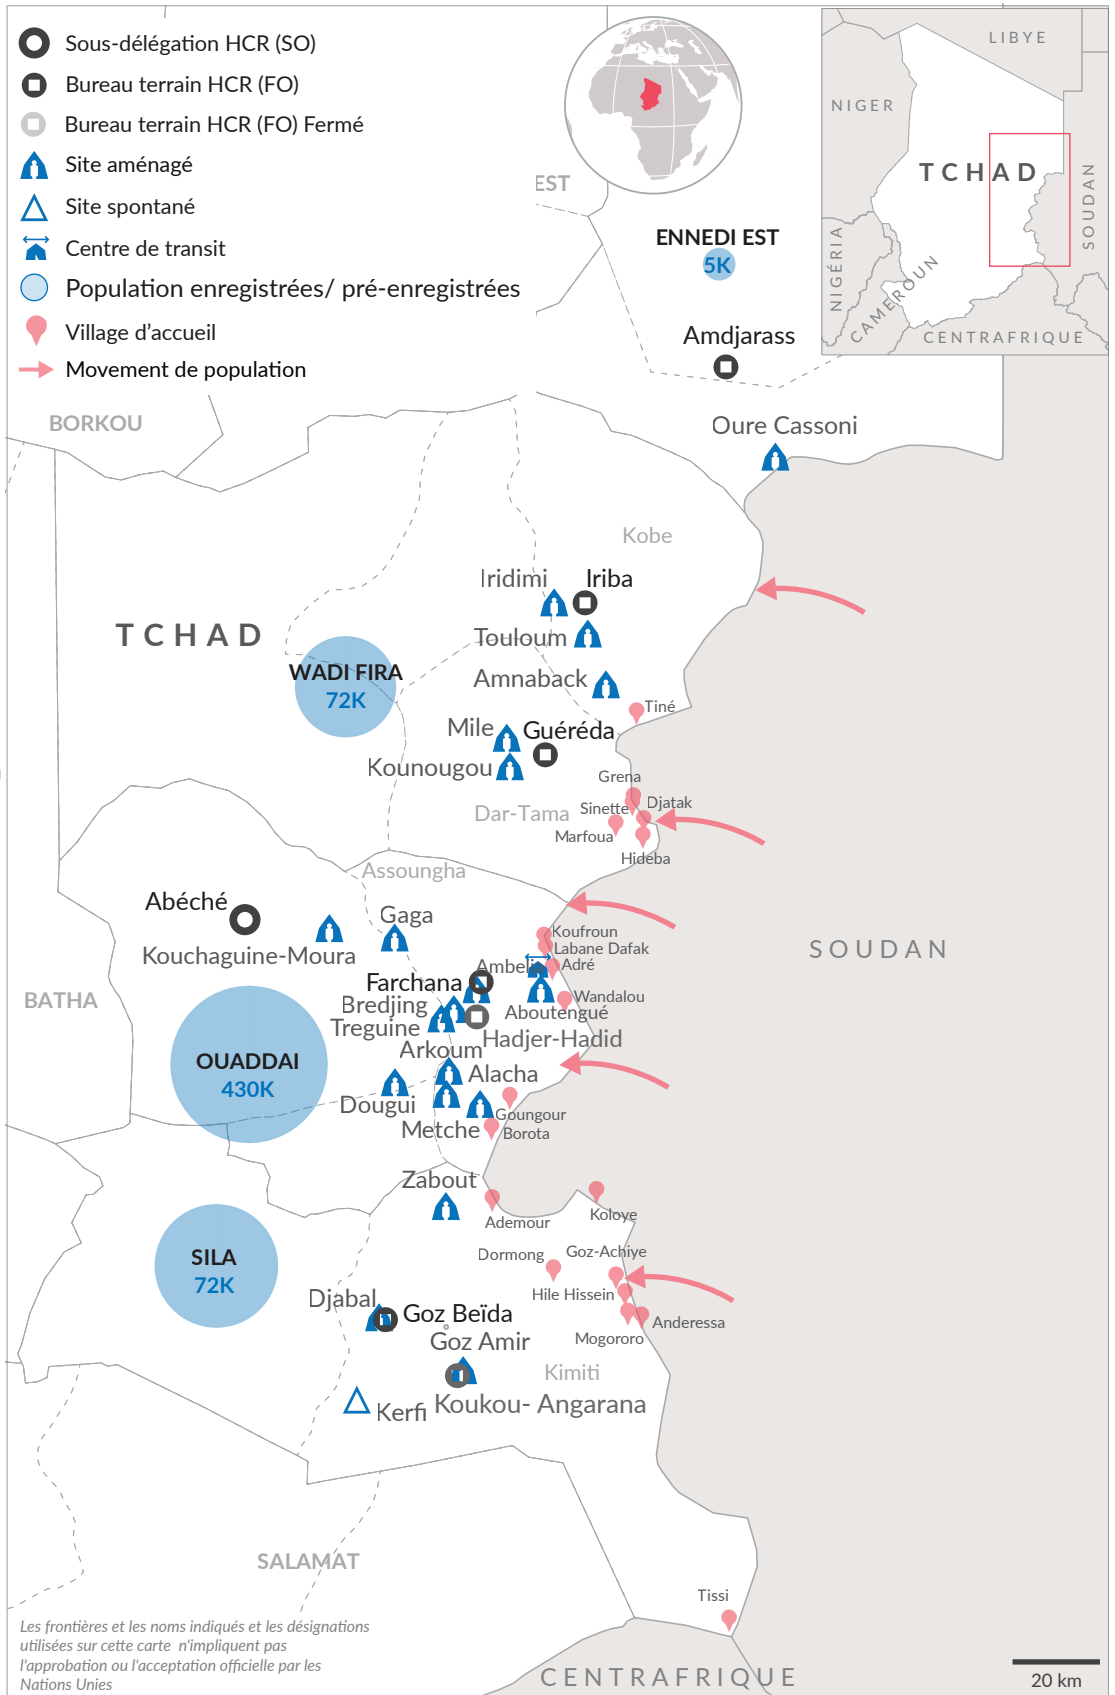 Sous-délégation HCR (SO)
Bureau terrain HCR (FO)
Bureau terrain HCR (FO) Fermé
Site aménagé
Site spontané
Centre de transit
Population enregistrées/ pré-enregistrées
Village d'accueil
Movement de population
LIBYE
NIGER
TCHAD
SOUDAN
NIGÉRIA
CAMEROUN
CENTRAFRIQUE
EST
ENNEDI EST
5K
Amdjarass
BORKOU
Oure Cassoni
Kobe
Iridimi
Iriba
TCHAD
Touloum
WADI FIRA
72K
Amnaback
Tiné
Mile
Guéréda
Kounougou
Grena
Sinette
Djatak
Dar-Tama
Marfoua
Hideba
Assoungha
Abéché
Gaga
Kouchaguine-Moura
Koufroun
Labane Dafak
Ambelia
Adré
SOUDAN
Farchana
BATHA
Bredjing
Wandalou
Treguine
Aboutengué
Hadjer-Hadid
Arkoum
OUADDAI
430K
Alacha
Dougui
Goungour
Metche
Borota
Zabout
Ademour
Koloye
Dormong
Goz-Achiye
SILA
72K
Hile Hissein
Djabal
Goz Beïda
Anderessa
Mogororo
Goz Amir
Kimiti
Kerfi
Koukou- Angarana
SALAMAT
Tissi
Les frontières et les noms indiqués et les désignations
utilisées sur cette carte n'impliquent pas
l'approbation ou l'acceptation officielle par les
Nations Unies
CENTRAFRIQUE
20 km